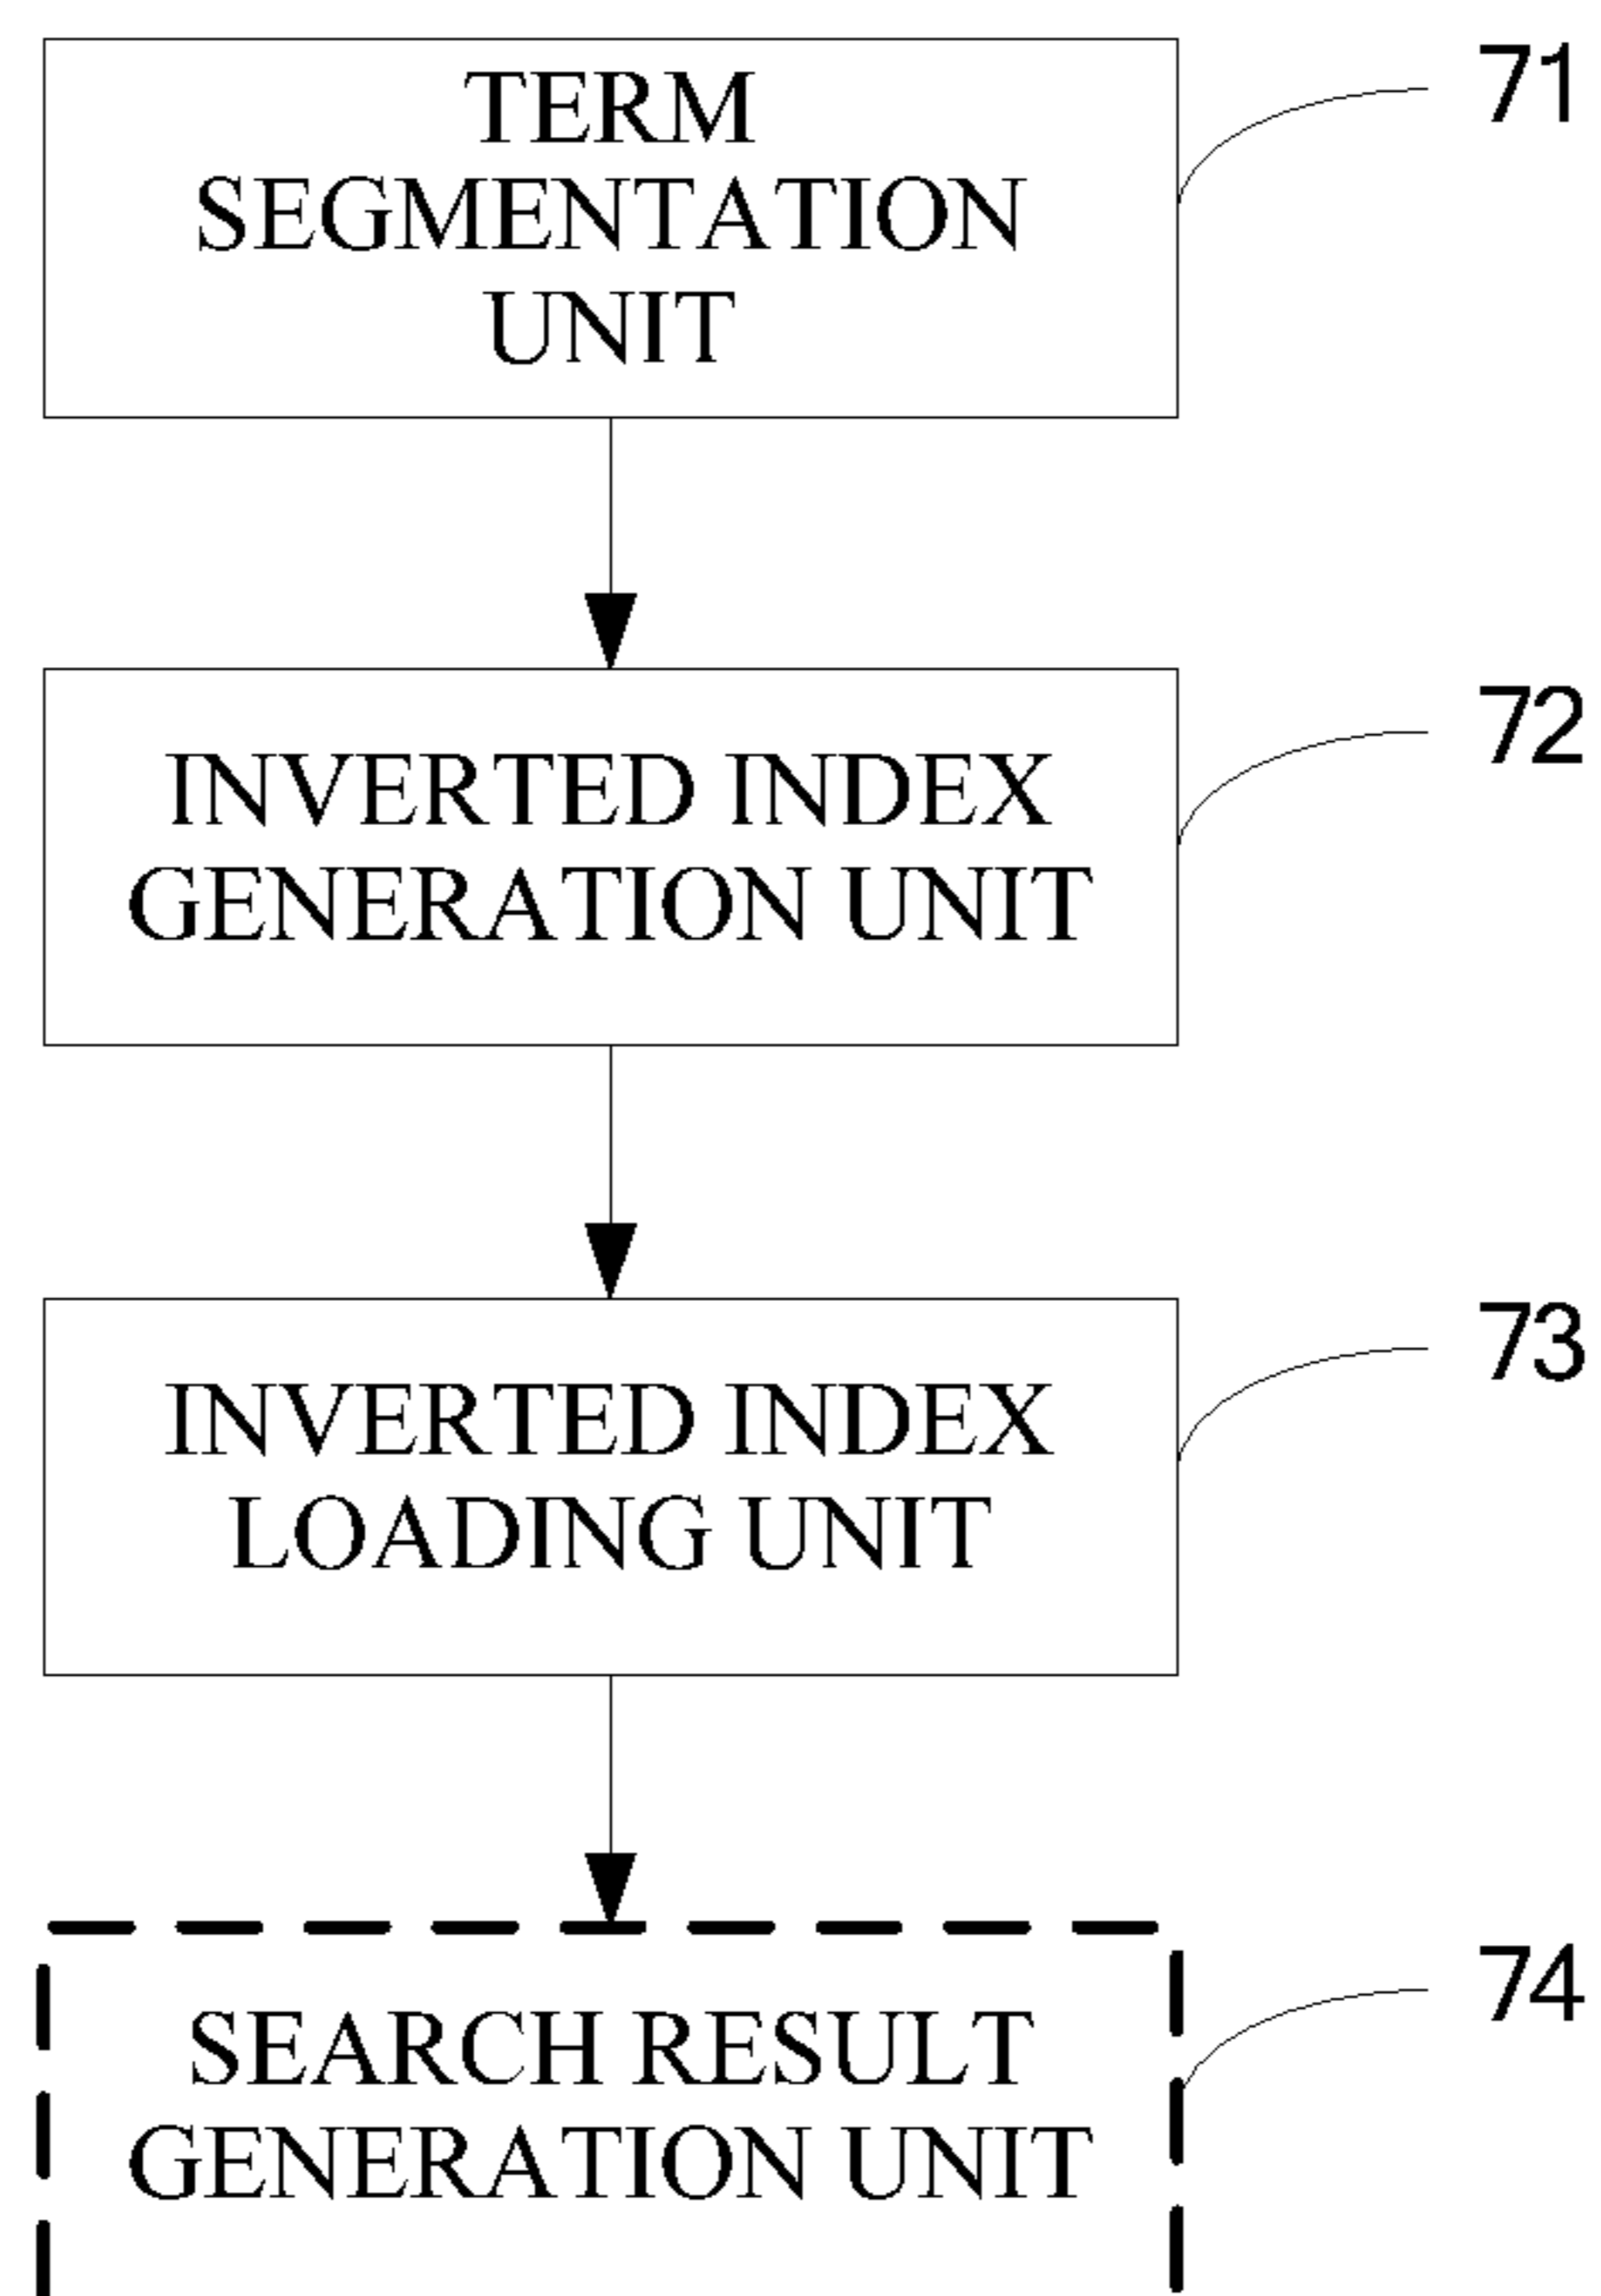 TERM
SEGMENTATION
UNIT
71
INVERTED INDEX
GENERATION UNIT
72
INVERTED INDEX
LOADING UNIT
73
SEARCH RESULT
GENERATION UNIT
74